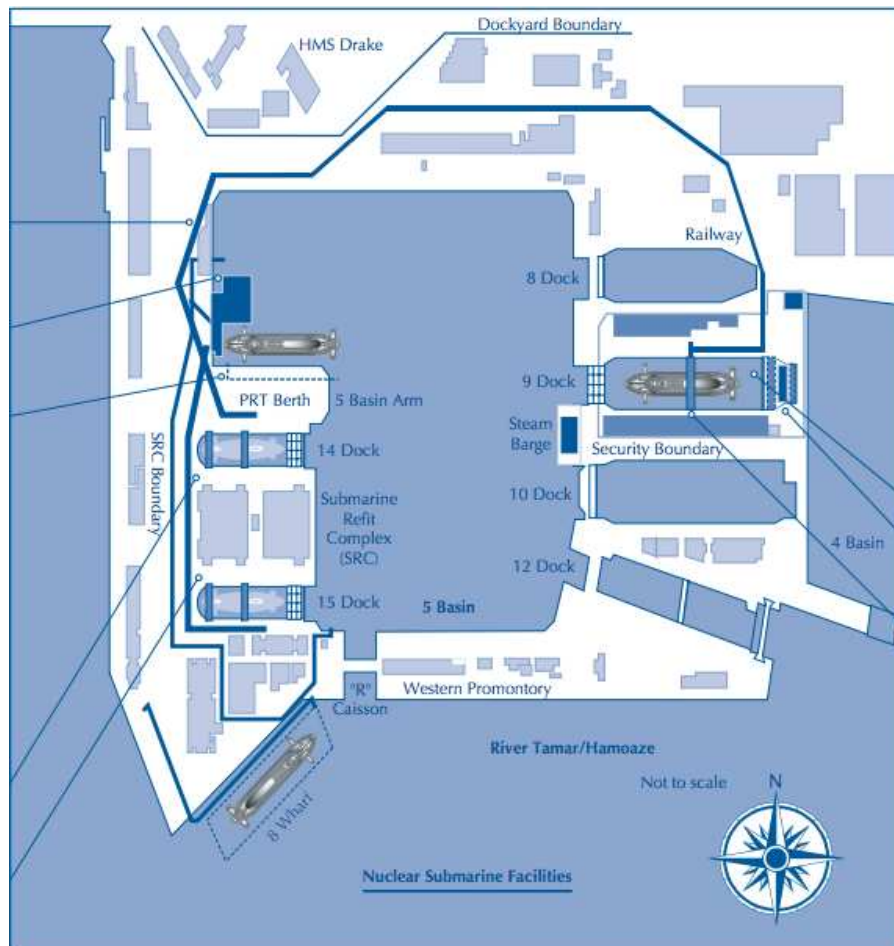 Dockyard Boundary
HMS Drake
Railway
8 Dock
9 Dock
PRT Berth
5 Basin Arm
Steam
Barge
Security Boundary
14 Dock
SRC Boundary
10 Dock
Submarine
Refit
Complex
(SRC)
4 Basin
12 Dock
15 Dock
5 Basin
"R"
Caisson
Western Promontory
River Tamar/Hamoaze
Not to scale
N
8 Wharf
Nuclear Submarine Facilities